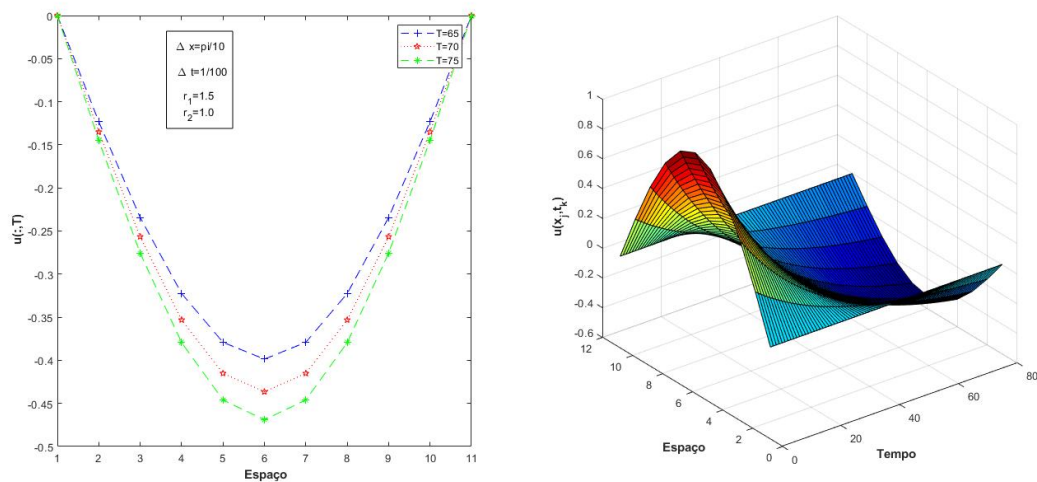 0
-0.05
-0.1
-0.15
-0.2
-0.25
-0.3
-0.35
-0.4
-0.45
-0.5
u(:,T)
1 2 3 4 5 6 7 8 9 10 11
Espaço
Δ x=pi/10
Δ t=1/100
r1=1.5
r2=1.0
T=65
T=70
T=75
1
0.8
0.6
0.4
0.2
0
-0.2
-0.4
-0.6
u(xj,tk)
12 10 8 6 4 2 0
Espaço
0 20 40 60 80
Tempo